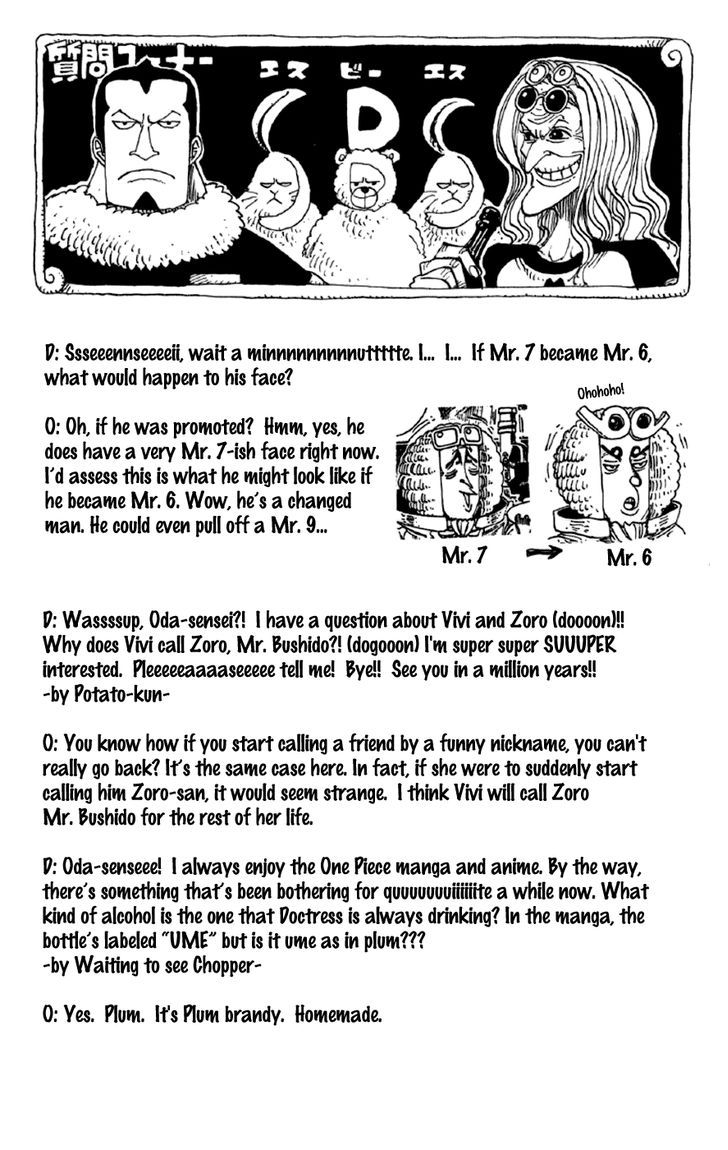 質問コーナー
エス ビー エス
D
D: Ssseeennseeeeii, wait a minnnnnnnnnuttttte. I... I... If Mr. 7 became Mr. 6,
what would happen to his face?
O: Oh, if he was promoted? Hmm, yes, he
does have a very Mr. 7-ish face right now.
I'd assess this is what he might look like if
he became Mr. 6. Wow, he's a changed
man. He could even pull off a Mr. 9...
Ohohoho!
Mr. 7
Mr. 6
D: Wassssup, Oda-sensei?! I have a question about Vivi and Zoro (doooon)!!
Why does Vivi call Zoro, Mr. Bushido?! (dogooon) I'm super super SUUUPER
interested. Pleeeeeaaaaseeeee tell me! Bye!! See you in a million years!!
-by Potato-kun-
O: You know how if you start calling a friend by a funny nickname, you can't
really go back? It's the same case here. In fact, if she were to suddenly start
calling him Zoro-san, it would seem strange. I think Vivi will call Zoro
Mr. Bushido for the rest of her life.
D: Oda-senseee! I always enjoy the One Piece manga and anime. By the way,
there's something that's been bothering for quuuuuuuiiiiiite a while now. What
kind of alcohol is the one that Doctress is always drinking? In the manga, the
bottle's labeled "UME" but is it ume as in plum???
-by Waiting to see Chopper-
O: Yes. Plum. It's Plum brandy. Homemade.